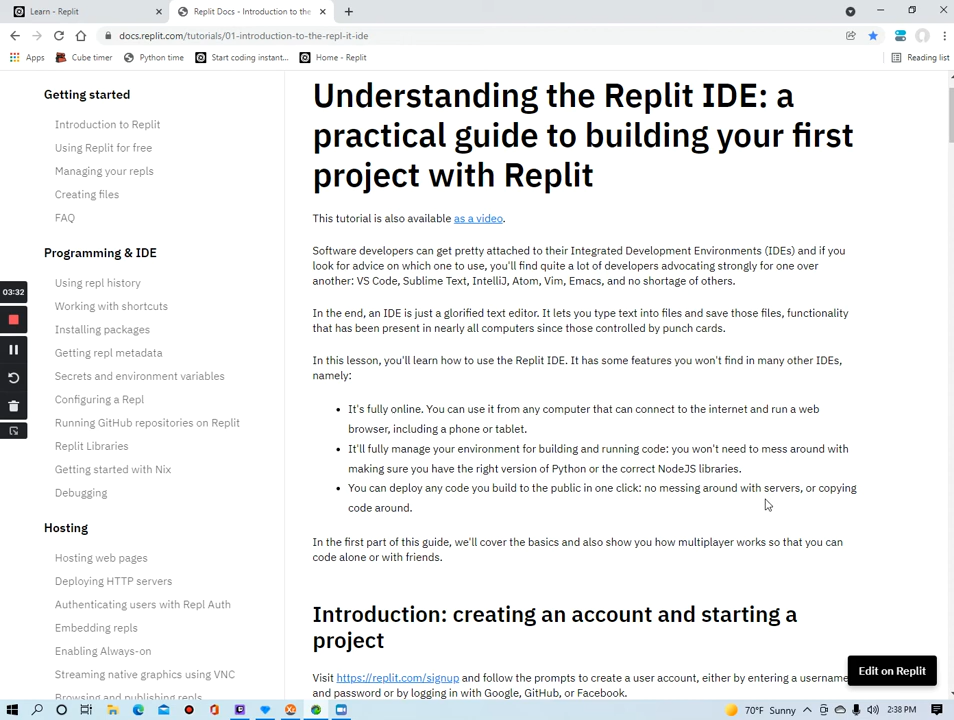 Learn - Replit
Replit Docs - Introduction to the
docs.replit.com/tutorials/01-introduction-to-the-repl-it-ide
Apps
Cube timer
Python time
Start coding instant...
Home - Replit
Reading list
Getting started
Introduction to Replit
Using Replit for free
Managing your repls
Creating files
FAQ
Programming & IDE
Using repl history
Working with shortcuts
Installing packages
Getting repl metadata
Secrets and environment variables
Configuring a Repl
Running GitHub repositories on Replit
Replit Libraries
Getting started with Nix
Debugging
Hosting
Hosting web pages
Deploying HTTP servers
Authenticating users with Repl Auth
Embedding repls
Enabling Always-on
Streaming native graphics using VNC
Browsing and publishing repls
03:32
Understanding the Replit IDE: a
practical guide to building your first
project with Replit
This tutorial is also available as a video.
Software developers can get pretty attached to their Integrated Development Environments (IDEs) and if you
look for advice on which one to use, you'll find quite a lot of developers advocating strongly for one over
another: VS Code, Sublime Text, IntelliJ, Atom, Vim, Emacs, and no shortage of others.
In the end, an IDE is just a glorified text editor. It lets you type text into files and save those files, functionality
that has been present in nearly all computers since those controlled by punch cards.
In this lesson, you'll learn how to use the Replit IDE. It has some features you won't find in many other IDEs,
namely:
• It's fully online. You can use it from any computer that can connect to the internet and run a web
browser, including a phone or tablet.
• It'll fully manage your environment for building and running code: you won't need to mess around with
making sure you have the right version of Python or the correct NodeJS libraries.
• You can deploy any code you build to the public in one click: no messing around with servers, or copying
code around.
In the first part of this guide, we'll cover the basics and also show you how multiplayer works so that you can
code alone or with friends.
Introduction: creating an account and starting a
project
Visit https://replit.com/signup and follow the prompts to create a user account, either by entering a username
and password or by logging in with Google, GitHub, or Facebook.
Edit on Replit
70°F Sunny
2:38 PM